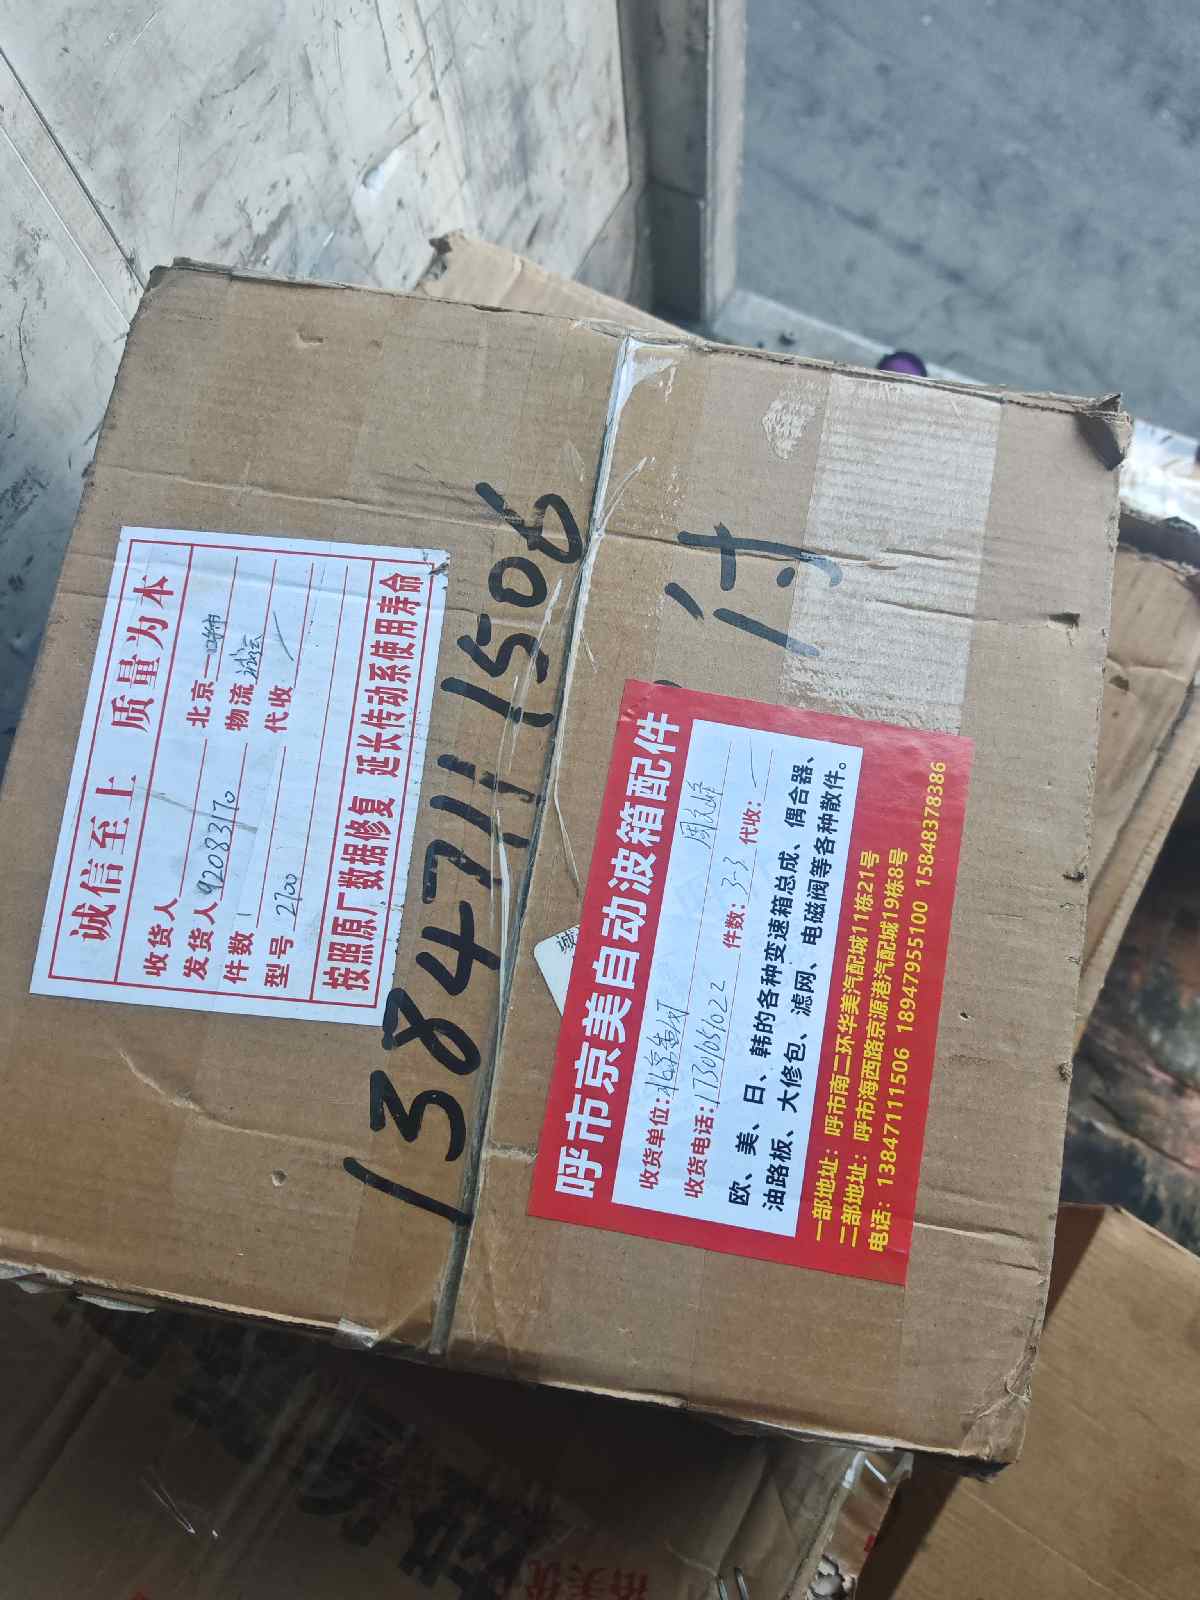 诚信至上 质量为本
收货人 北京
发货人 92083170 物流
件数 1 代收
型号 2700
按照原厂数据修复 延长传动系使用寿命
13847111506
付
呼市京美自动波箱配件
收货单位:
收货电话: 17301051022 件数: 3-3 代收:
欧、美、日、韩的各种变速箱总成、偶合器、
油路板、大修包、滤网、电磁阀等各种散件。
一部地址: 呼市南二环华美汽配城11栋21号
二部地址: 呼市海西路京源港汽配城19栋8号
电话: 13847111506 18947955100 15848378386